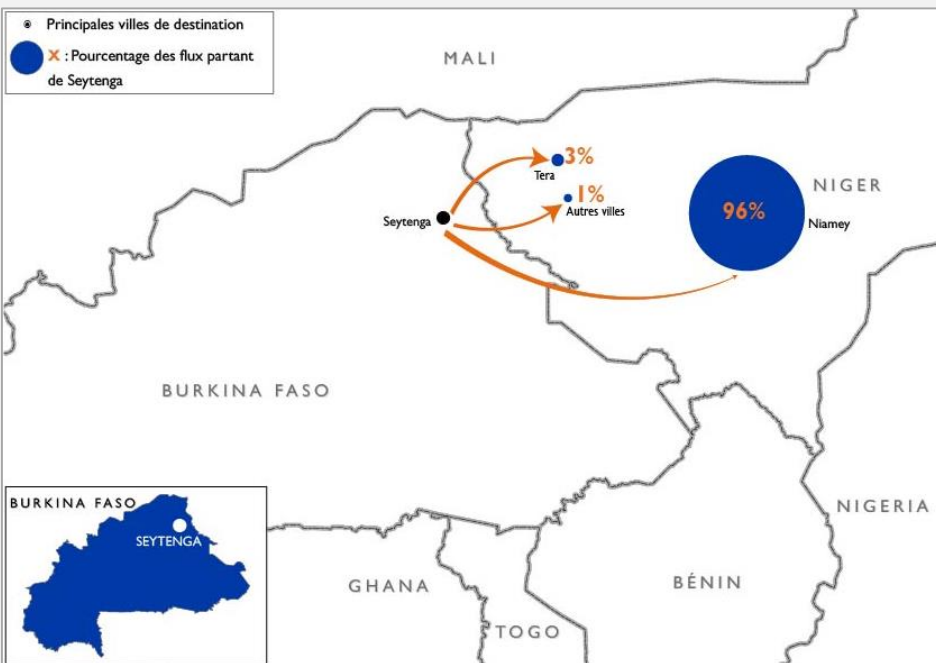 Principales villes de destination
X : Pourcentage des flux partant
de Seytenga
MALI
3%
Tera
1%
Autres villes
NIGER
96%
Niamey
Seytenga
BURKINA FASO
BURKINA FASO
SEYTENGA
NIGERIA
GHANA
BÉNIN
TOGO